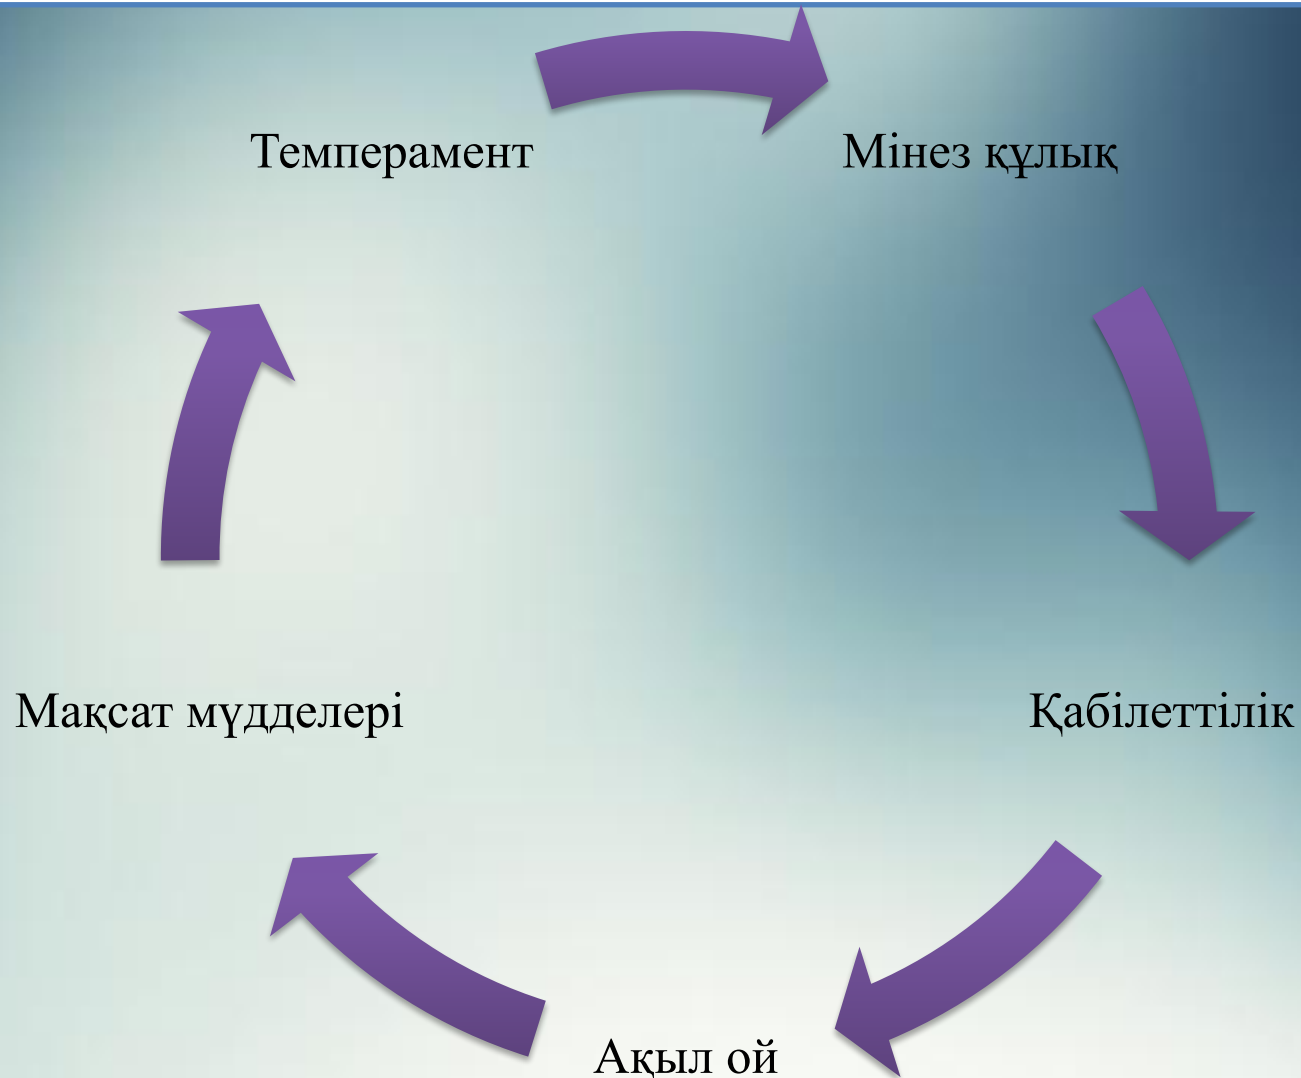 Темперамент
Мінез құлық
Мақсат мүдделері
Қабілеттілік
Ақыл ой